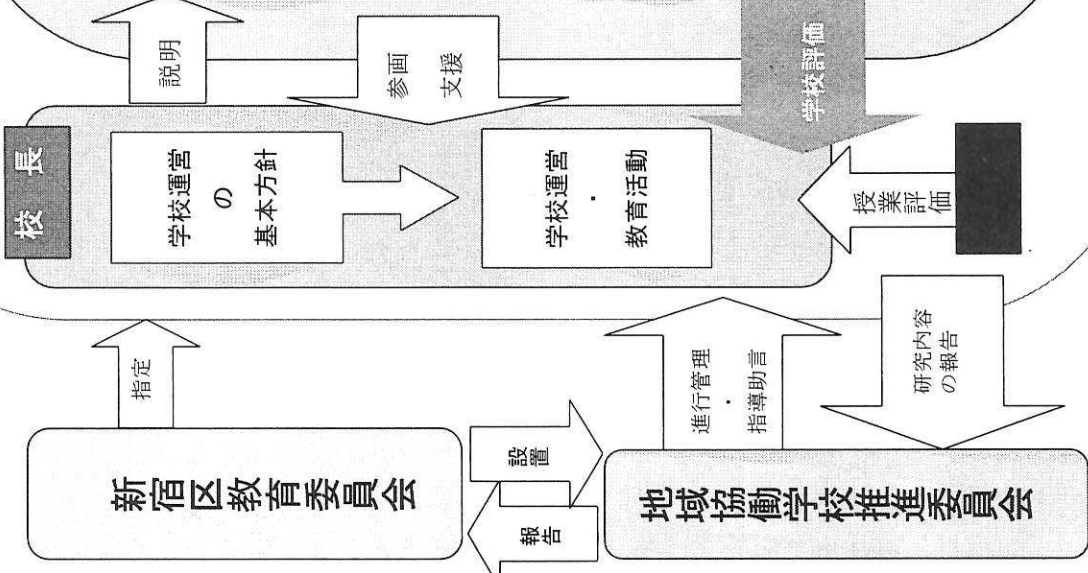 校長
説明
参画
支援
学校評価
学校運営
の
基本方針
学校運営
・
教育活動
授業評価
指定
進行管理
・
指導助言
研究内容
の報告
新宿区教育委員会
設置
報告
地域協働学校推進委員会